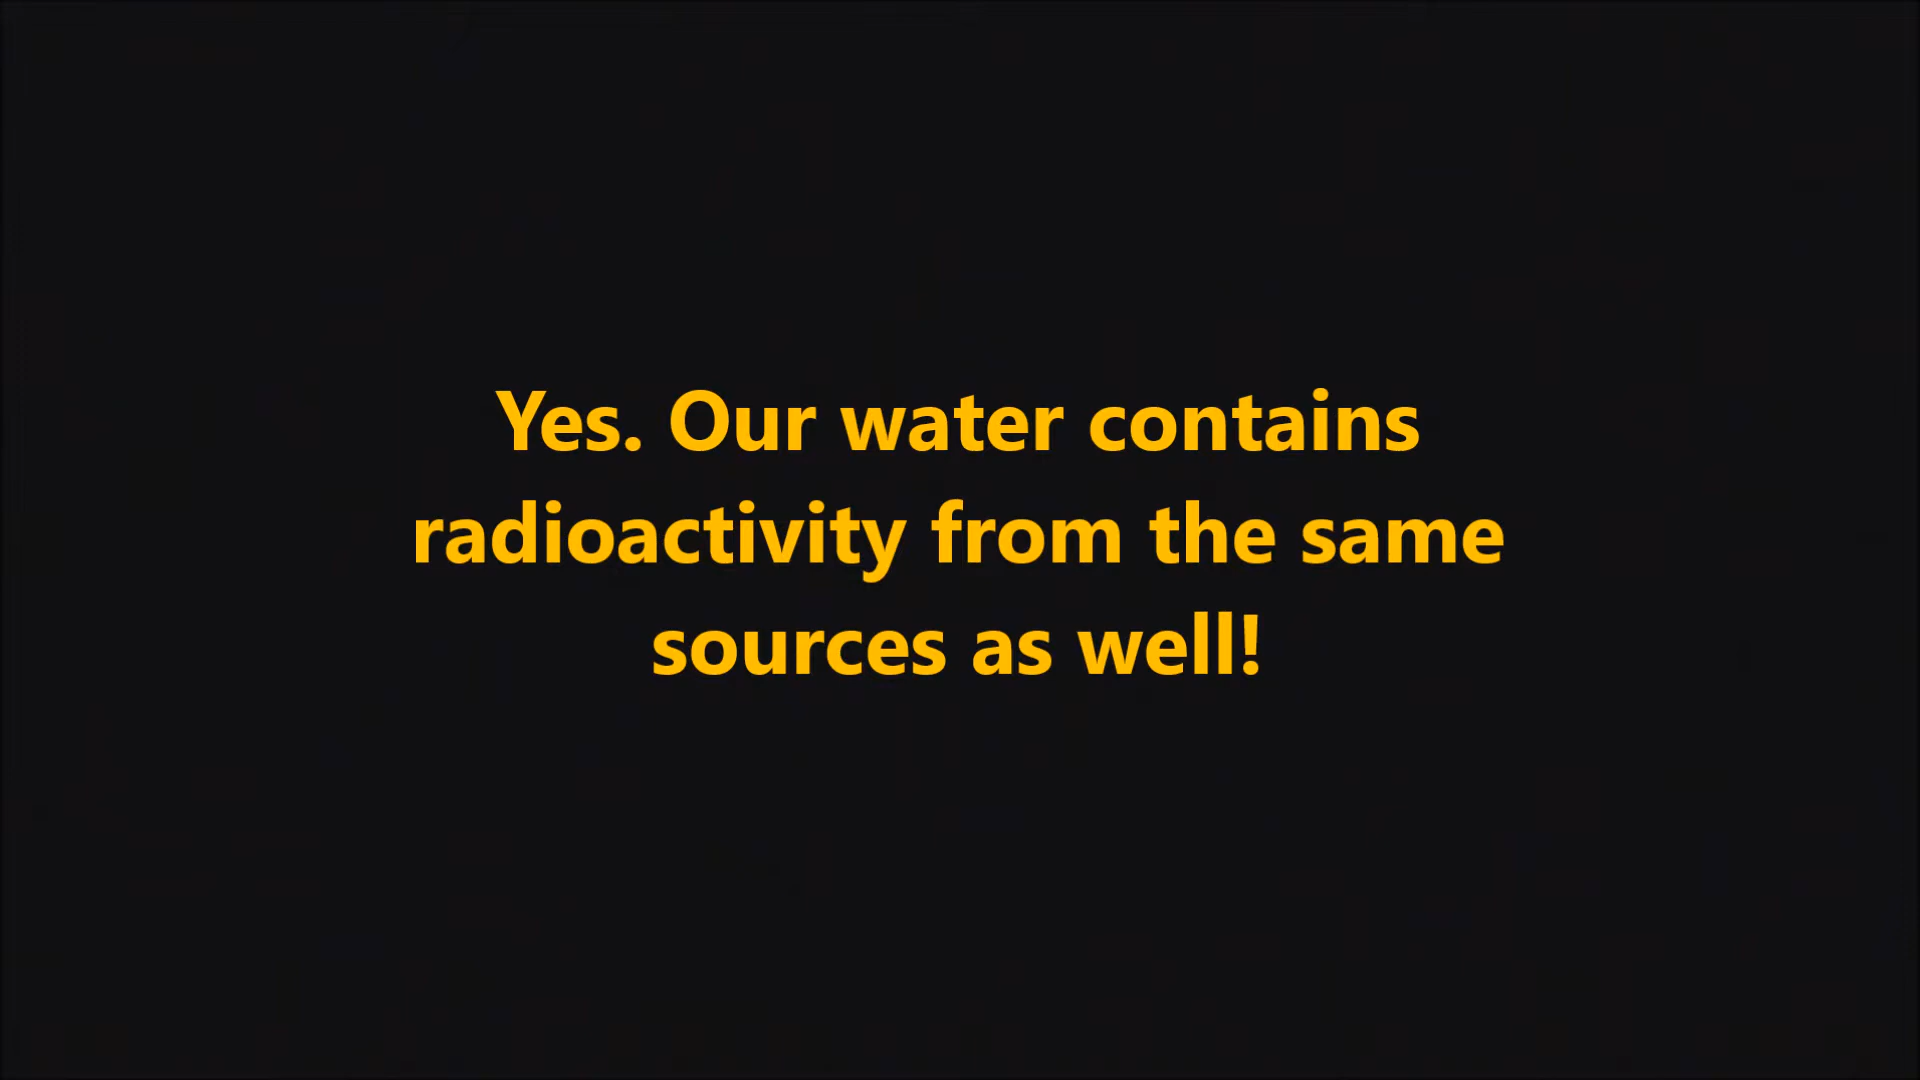 Yes. Our water contains
radioactivity from the same
sources as well!